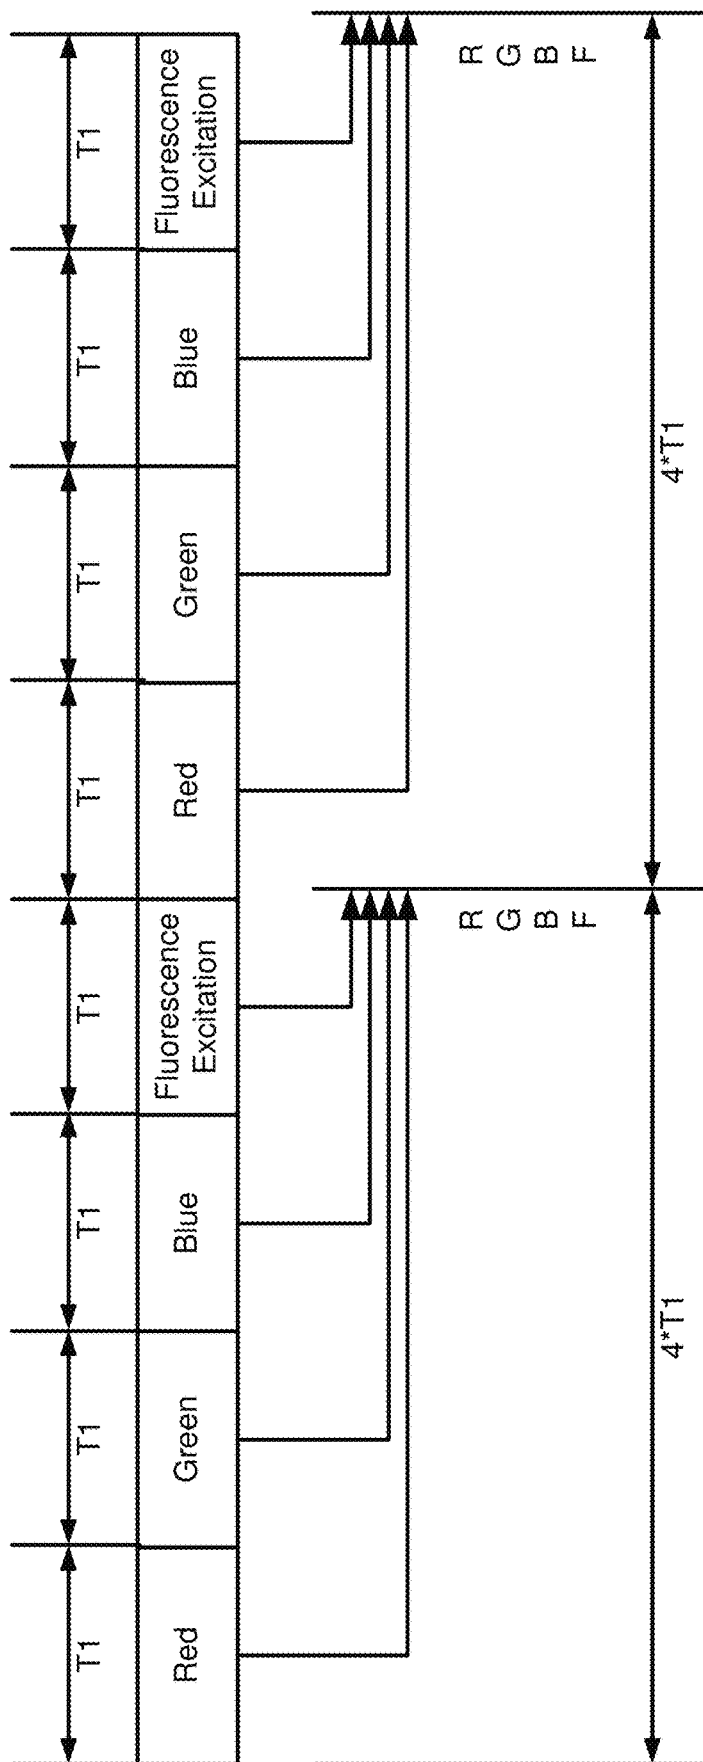 T1
T1
T1
T1
T1
T1
T1
T1
Red
Green
Blue
Fluorescence
Excitation
Red
Green
Blue
Fluorescence
Excitation
R
G
B
F
R
G
B
F
4*T1
4*T1